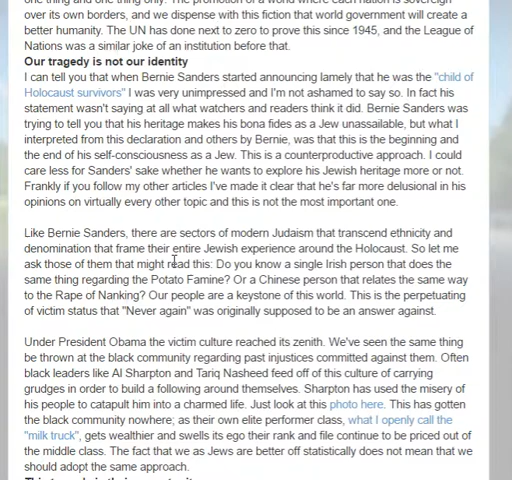 over its own borders, and we dispense with this fiction that world government will create a
better humanity. The UN has done next to zero to prove this since 1945, and the League of
Nations was a similar joke of an institution before that.
Our tragedy is not our identity
I can tell you that when Bernie Sanders started announcing lamely that he was the "child of
Holocaust survivors" I was very unimpressed and I'm not ashamed to say so. In fact his
statement wasn't saying at all what watchers and readers think it did. Bernie Sanders was
trying to tell you that his heritage makes his bona fides as a Jew unassailable, but what I
interpreted from this declaration and others by Bernie, was that this is the beginning and
the end of his self-consciousness as a Jew. This is a counterproductive approach. I could
care less for Sanders' sake whether he wants to explore his Jewish heritage more or not.
Frankly if you follow my other articles I've made it clear that he's far more delusional in his
opinions on virtually every other topic and this is not the most important one.
Like Bernie Sanders, there are sectors of modern Judaism that transcend ethnicity and
denomination that frame their entire Jewish experience around the Holocaust. So let me
ask those of them that might read this: Do you know a single Irish person that does the
same thing regarding the Potato Famine? Or a Chinese person that relates the same way
to the Rape of Nanking? Our people are a keystone of this world. This is the perpetuating
of victim status that "Never again" was originally supposed to be an answer against.
Under President Obama the victim culture reached its zenith. We've seen the same thing
be thrown at the black community regarding past injustices committed against them. Often
black leaders like Al Sharpton and Tariq Nasheed feed off of this culture of carrying
grudges in order to build a following around themselves. Sharpton has used the misery of
his people to catapult him into a charmed life. Just look at this photo here. This has gotten
the black community nowhere; as their own elite performer class, what I openly call the
"milk truck", gets wealthier and swells its ego their rank and file continue to be priced out of
the middle class. The fact that we as Jews are better off statistically does not mean that we
should adopt the same approach.